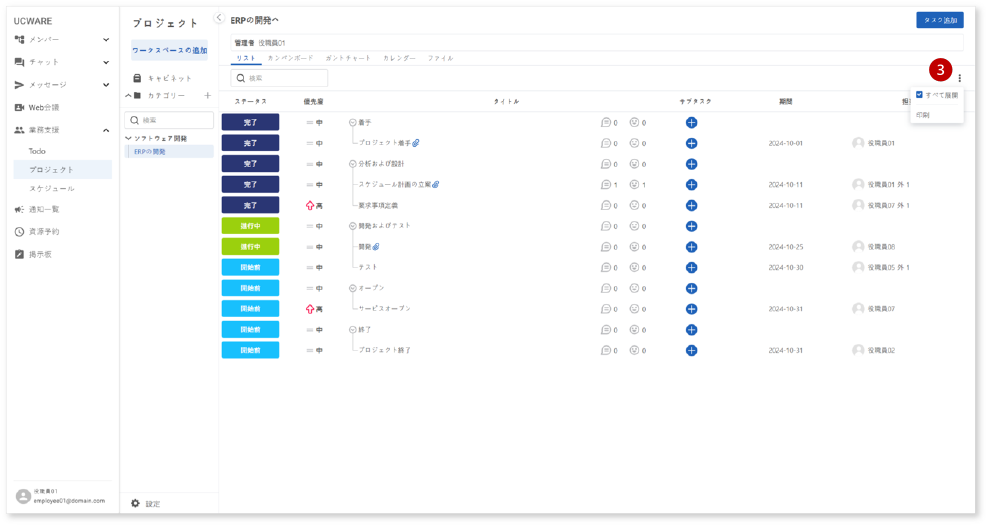 UCWARE
メンバー
チャット
メッセージ
Web会議
業務支援
Todo
プロジェクト
スケジュール
通知一覧
資源予約
掲示板
役職員01
employee01@domain.com
プロジェクト
ワークスペースの追加
キャビネット
カテゴリー
検索
ソフトウェア開発
ERPの開発
設定
ERPの開発へ
タスク追加
管理者 役職員01
リスト カンバンボード ガントチャート カレンダー ファイル
検索
3
すべて展開
印刷
ステータス 優先度 タイトル サブタスク 期間 担
完了 中 着手 0 0
完了 中 プロジェクト着手 0 0 2024-10-01 役職員01
完了 中 分析および設計 0 0
完了 中 スケジュール計画の立案 1 1 2024-10-11 役職員01 外 1
完了 高 要求事項定義 0 0 2024-10-11 役職員07 外 1
進行中 中 開発およびテスト 0 0
進行中 中 開発 0 0 2024-10-25 役職員08
開始前 中 テスト 0 0 2024-10-30 役職員05 外 1
開始前 中 オープン 0 0
開始前 高 サービスオープン 0 0 2024-10-31 役職員07
開始前 中 終了 0 0
開始前 中 プロジェクト終了 0 0 2024-10-31 役職員02